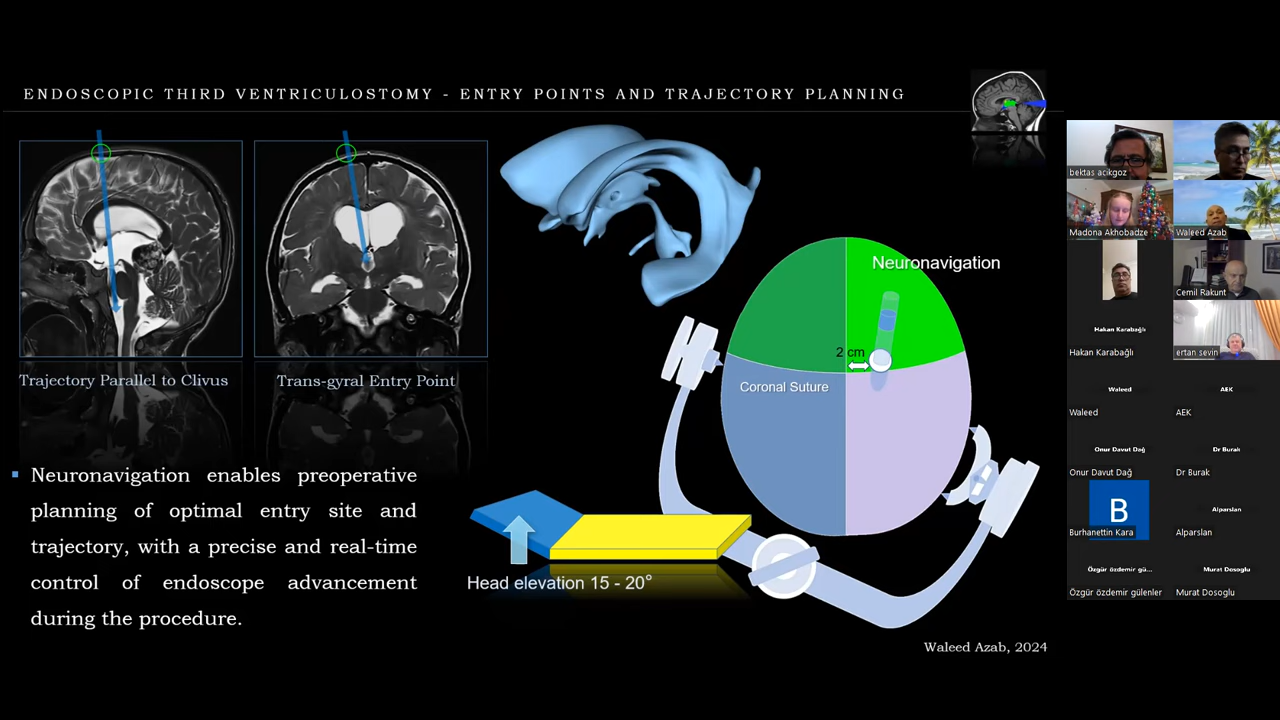 ENDOSCOPIC THIRD VENTRICULOSTOMY - ENTRY POINTS AND TRAJECTORY PLANNING
Trajectory Parallel to Clivus
Trans-gyral Entry Point
Neuronavigation enables preoperative
planning of optimal entry site and
trajectory, with a precise and real-time
control of endoscope advancement
during the procedure.
Neuronavigation
2 cm
Coronal Suture
Head elevation 15 - 20°
Waleed Azab, 2024
bektas acikgoz
Madona Akhobadze
Waleed Azab
Cemil Rakunt
Hakan Karabağlı
Hakan Karabağlı
ertan sevin
Waleed
Waleed
AEK
AEK
Onur Davut Dağ
Onur Davut Dağ
Dr Burak
Dr Burak
B
Burhanettin Kara
Alparslan
Alparslan
Özgür özdemir gü...
Özgür özdemir gülenler
Murat Dosoglu
Murat Dosoglu